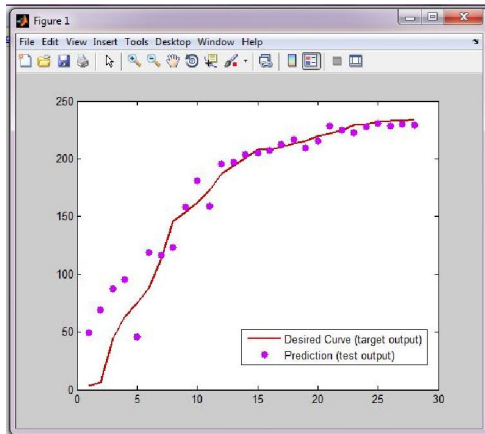 Figure 1
File Edit View Insert Tools Desktop Window Help
250
200
150
100
50
0
0 5 10 15 20 25 30
Desired Curve (target output)
Prediction (test output)